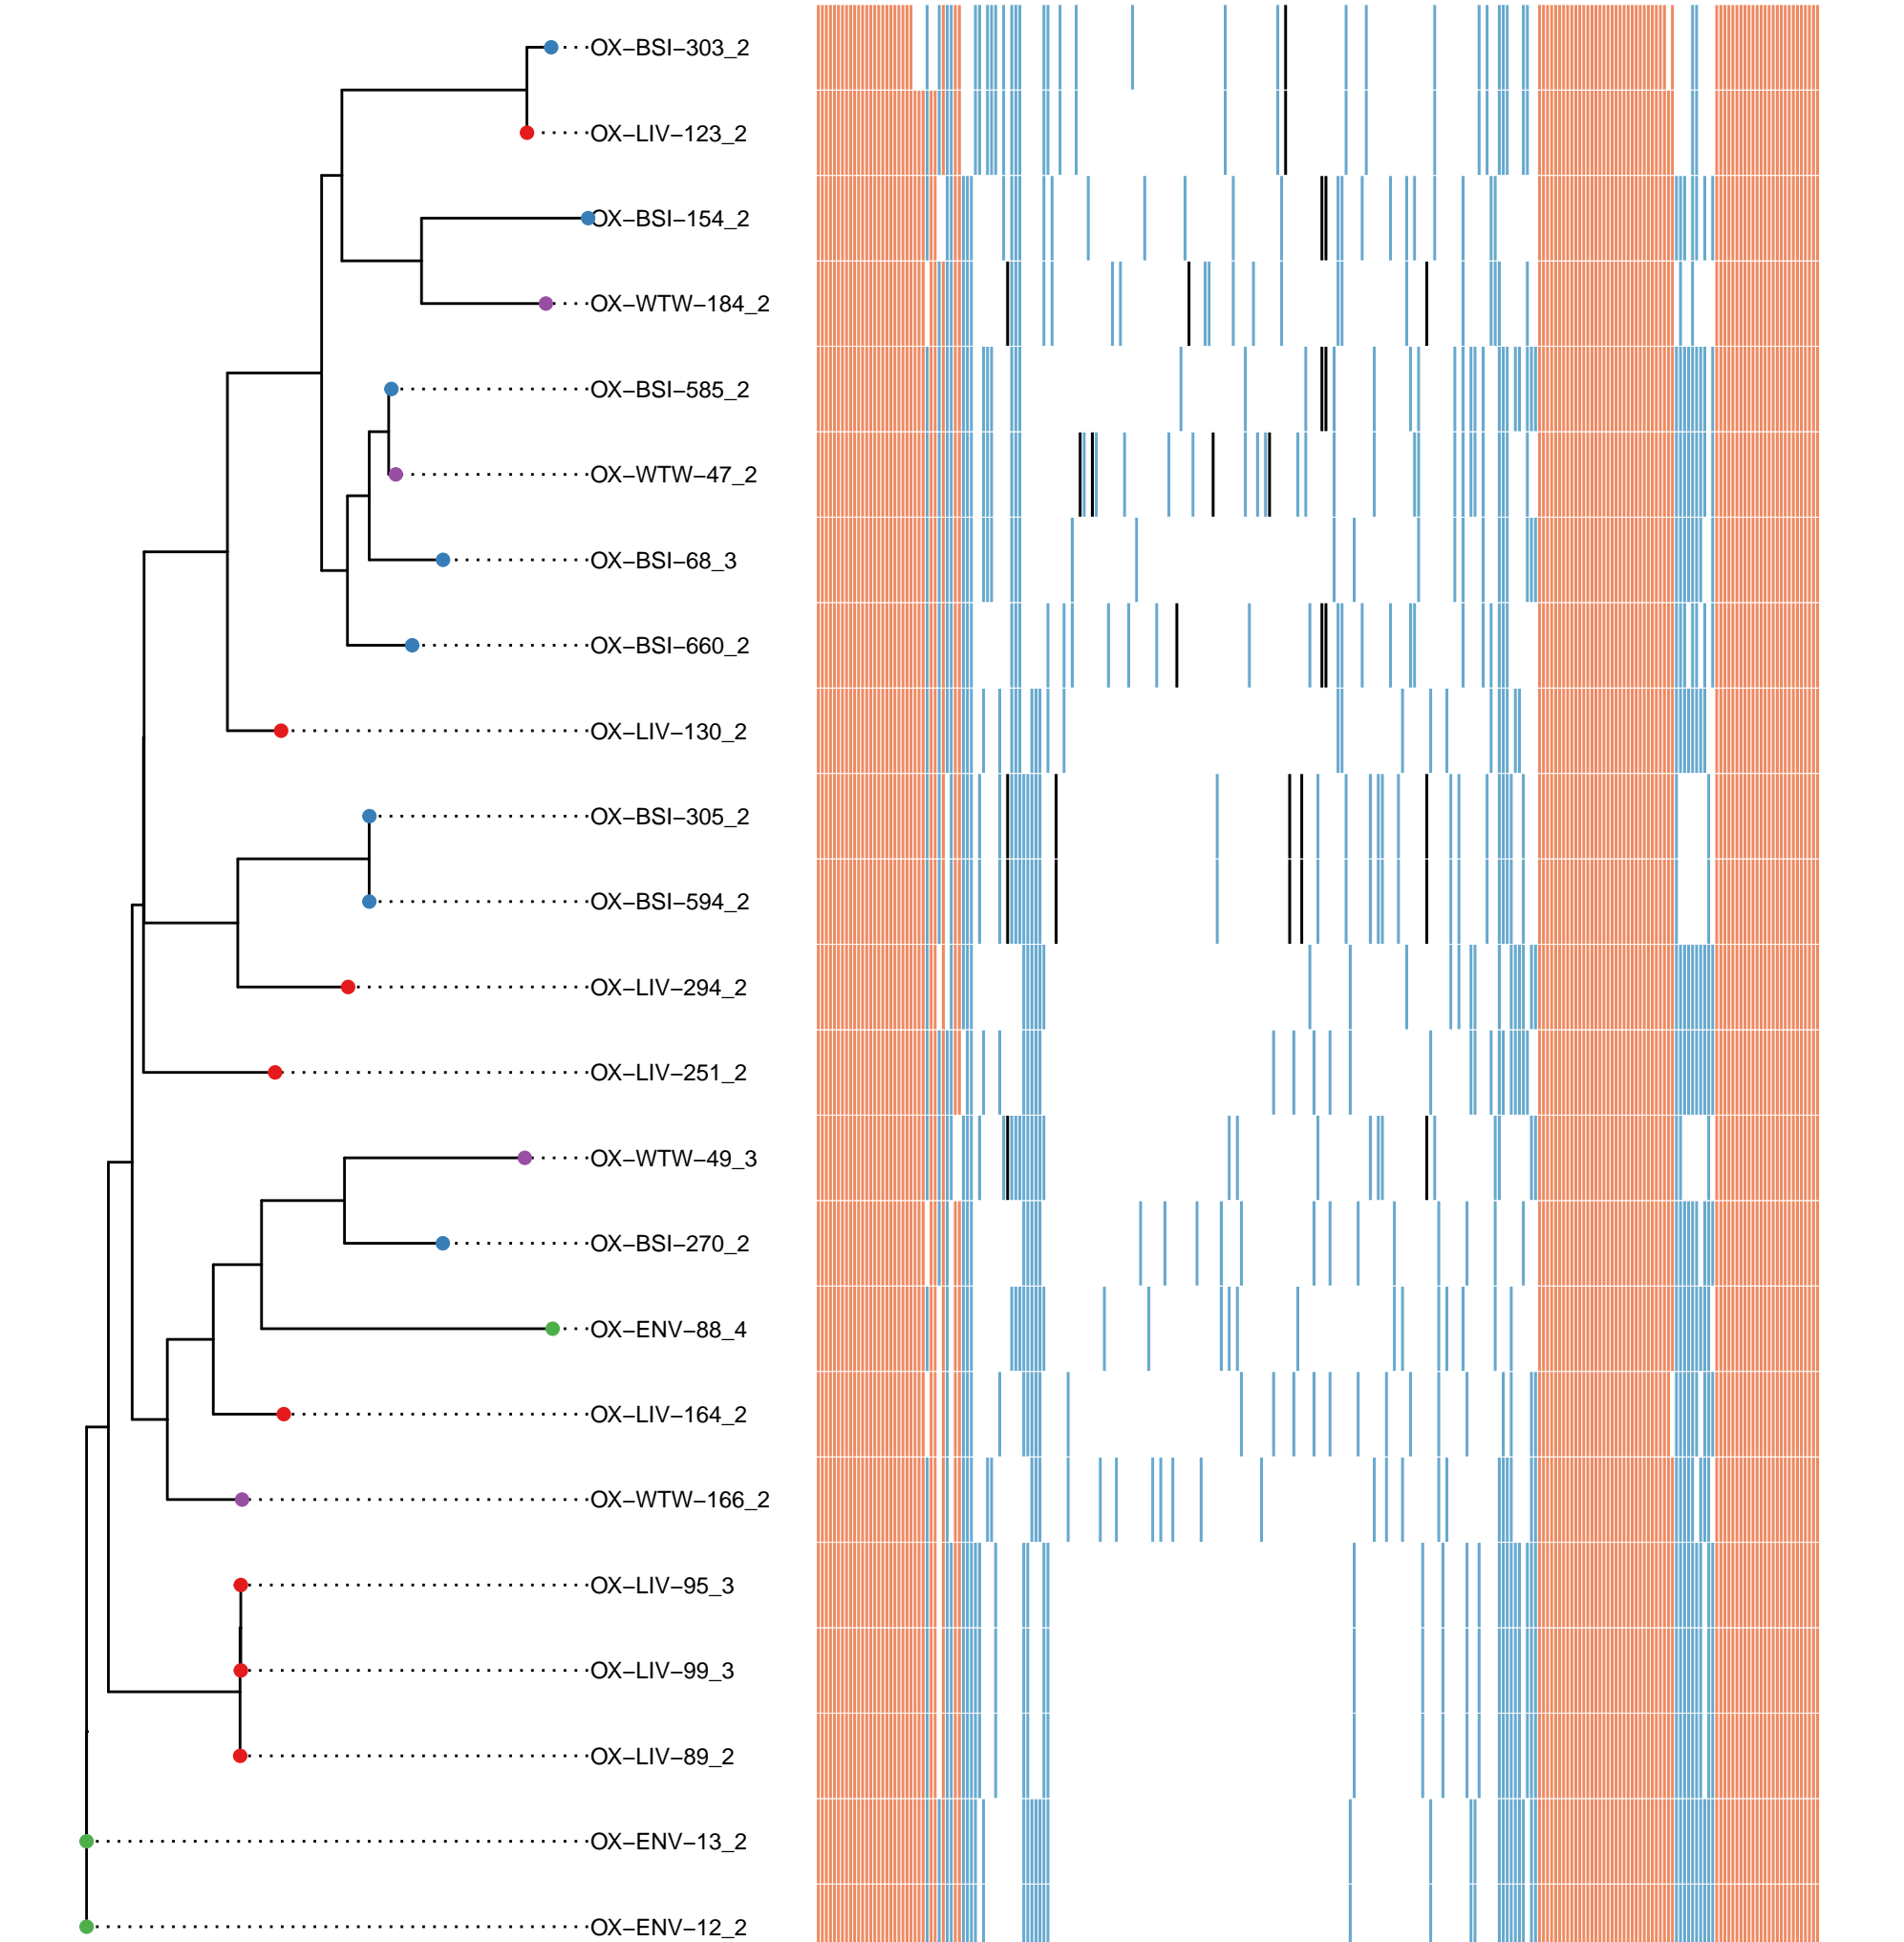 OX−BSI−303_2
OX−LIV−123_2
OX−BSI−154_2
OX−WTW−184_2
OX−BSI−585_2
OX−WTW−47_2
OX−BSI−68_3
OX−BSI−660_2
OX−LIV−130_2
OX−BSI−305_2
OX−BSI−594_2
OX−LIV−294_2
OX−LIV−251_2
OX−WTW−49_3
OX−BSI−270_2
OX−ENV−88_4
OX−LIV−164_2
OX−WTW−166_2
OX−LIV−95_3
OX−LIV−99_3
OX−LIV−89_2
OX−ENV−13_2
OX−ENV−12_2